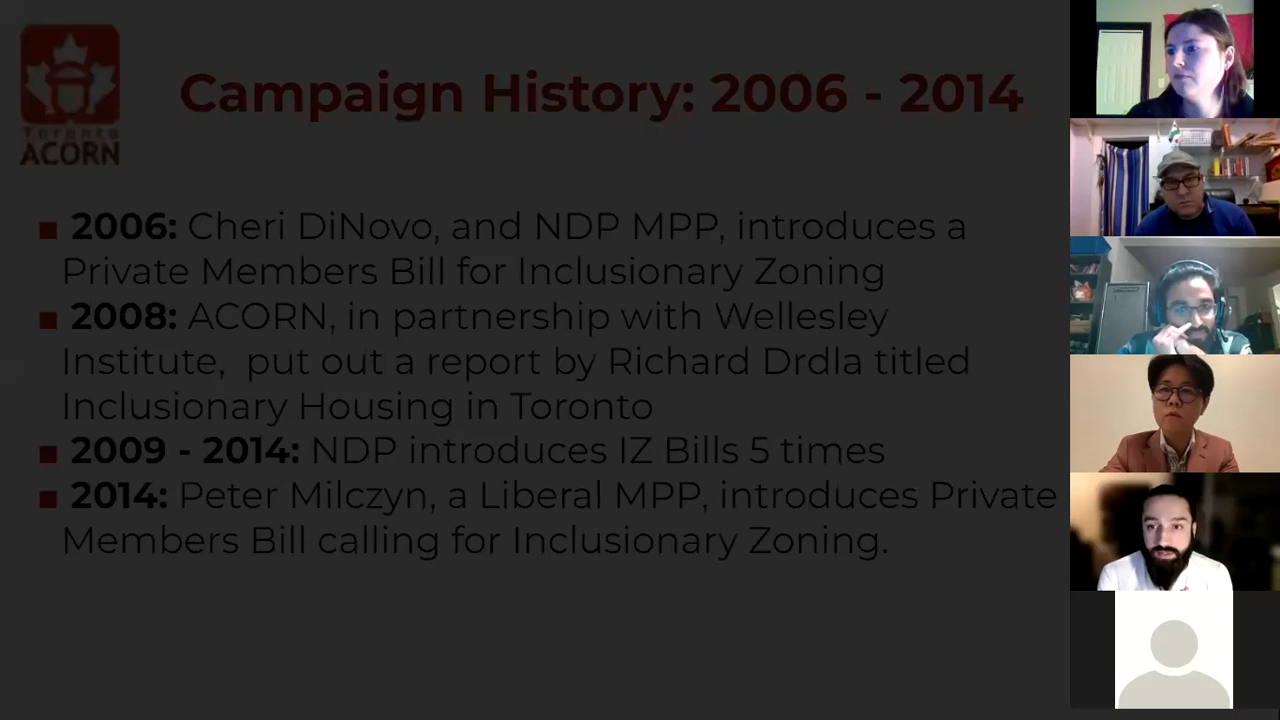 Toronto
ACORN
Campaign History: 2006 - 2014
2006: Cheri DiNovo, and NDP MPP, introduces a
Private Members Bill for Inclusionary Zoning
2008: ACORN, in partnership with Wellesley
Institute,  put out a report by Richard Drdla titled
Inclusionary Housing in Toronto
2009 - 2014: NDP introduces IZ Bills 5 times
2014: Peter Milczyn, a Liberal MPP, introduces Private
Members Bill calling for Inclusionary Zoning.